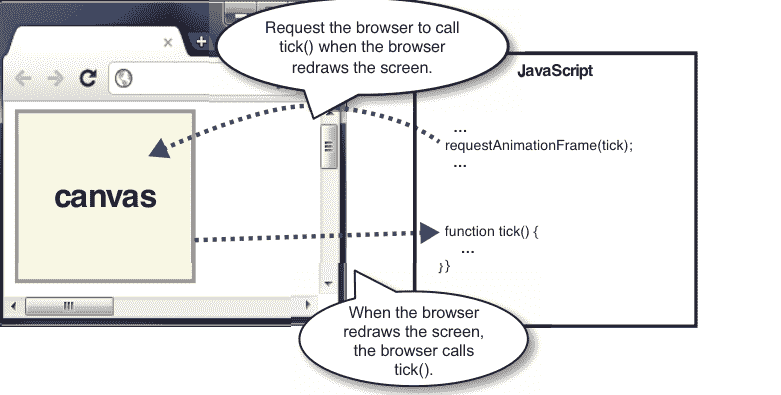 Request the browser to call
tick() when the browser
redraws the screen.
JavaScript
...
requestAnimationFrame(tick);
...
canvas
function tick() {
...
}}
When the browser
redraws the screen,
the browser calls
tick().